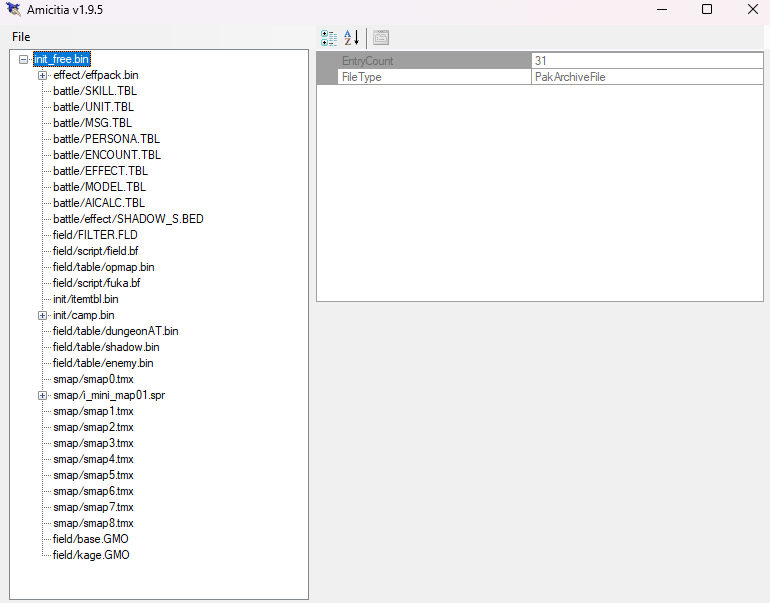 Amicitia v1.9.5
File
init_free.bin
effect/effpack.bin
battle/SKILL.TBL
battle/UNIT.TBL
battle/MSG.TBL
battle/PERSONA.TBL
battle/ENCOUNT.TBL
battle/EFFECT.TBL
battle/MODEL.TBL
battle/AICALC.TBL
battle/effect/SHADOW_S.BED
field/FILTER.FLD
field/script/field.bf
field/table/opmap.bin
field/script/fuka.bf
init/itemtbl.bin
init/camp.bin
field/table/dungeonAT.bin
field/table/shadow.bin
field/table/enemy.bin
smap/smap0.tmx
smap/i_mini_map01.spr
smap/smap1.tmx
smap/smap2.tmx
smap/smap3.tmx
smap/smap4.tmx
smap/smap5.tmx
smap/smap6.tmx
smap/smap7.tmx
smap/smap8.tmx
field/base.GMO
field/kage.GMO
EntryCount 31
FileType PakArchiveFile